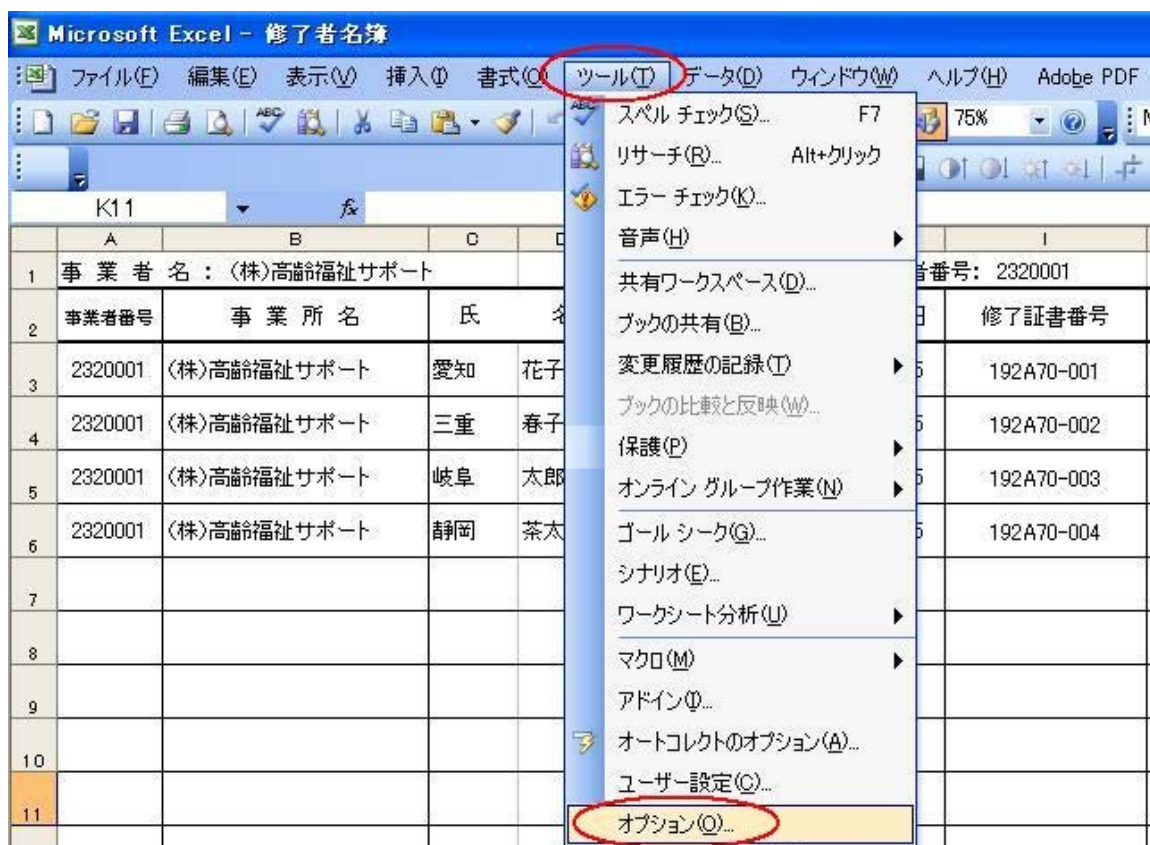 Microsoft Excel - 修了者名簿
ファイル(F) 編集(E) 表示(V) 挿入(I) 書式(O) ツール(T) データ(D) ウィンドウ(W) ヘルプ(H) Adobe PDF
スペル チェック(S)... F7
75%
リサーチ(R)... Alt+クリック
エラー チェック(K)...
K11 fx
音声(H)
A B C I
1 事 業 者 名 : (株)高齢福祉サポート 番号: 2320001
共有ワークスペース(D)...
2 事業者番号 事 業 所 名 氏 名 修了証書番号
ブックの共有(B)...
変更履歴の記録(T)
3 2320001 (株)高齢福祉サポート 愛知 花子 192A70-001
ブックの比較と反映(W)...
4 2320001 (株)高齢福祉サポート 三重 春子 192A70-002
保護(P)
5 2320001 (株)高齢福祉サポート 岐阜 太郎 192A70-003
オンライン グループ作業(N)
6 2320001 (株)高齢福祉サポート 静岡 茶太 192A70-004
ゴール シーク(G)...
シナリオ(E)...
7
ワークシート分析(U)
8
マクロ(M)
9
アドイン(I)...
10
オートコレクトのオプション(A)...
ユーザー設定(C)...
11
オプション(O)...